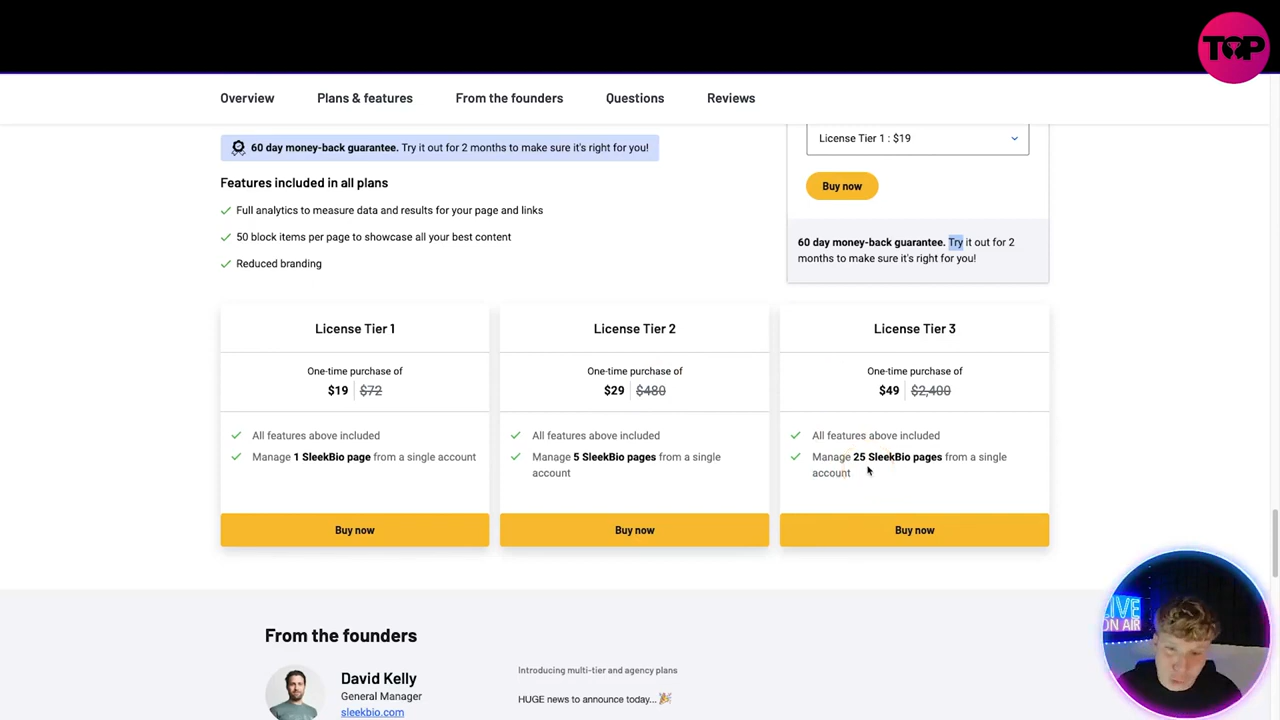 TOP
Overview
Plans & features
From the founders
Questions
Reviews
60 day money-back guarantee. Try it out for 2 months to make sure it's right for you!
Features included in all plans
Full analytics to measure data and results for your page and links
50 block items per page to showcase all your best content
Reduced branding
License Tier 1 : $19
Buy now
60 day money-back guarantee. Try it out for 2
months to make sure it's right for you!
License Tier 1
One-time purchase of
$19 $72
All features above included
Manage 1 SleekBio page from a single account
Buy now
License Tier 2
One-time purchase of
$29 $480
All features above included
Manage 5 SleekBio pages from a single
account
Buy now
License Tier 3
One-time purchase of
$49 $2,400
All features above included
Manage 25 SleekBio pages from a single
account
Buy now
From the founders
David Kelly
General Manager
sleekbio.com
Introducing multi-tier and agency plans
HUGE news to announce today... 🎉
LIVE
ON AIR